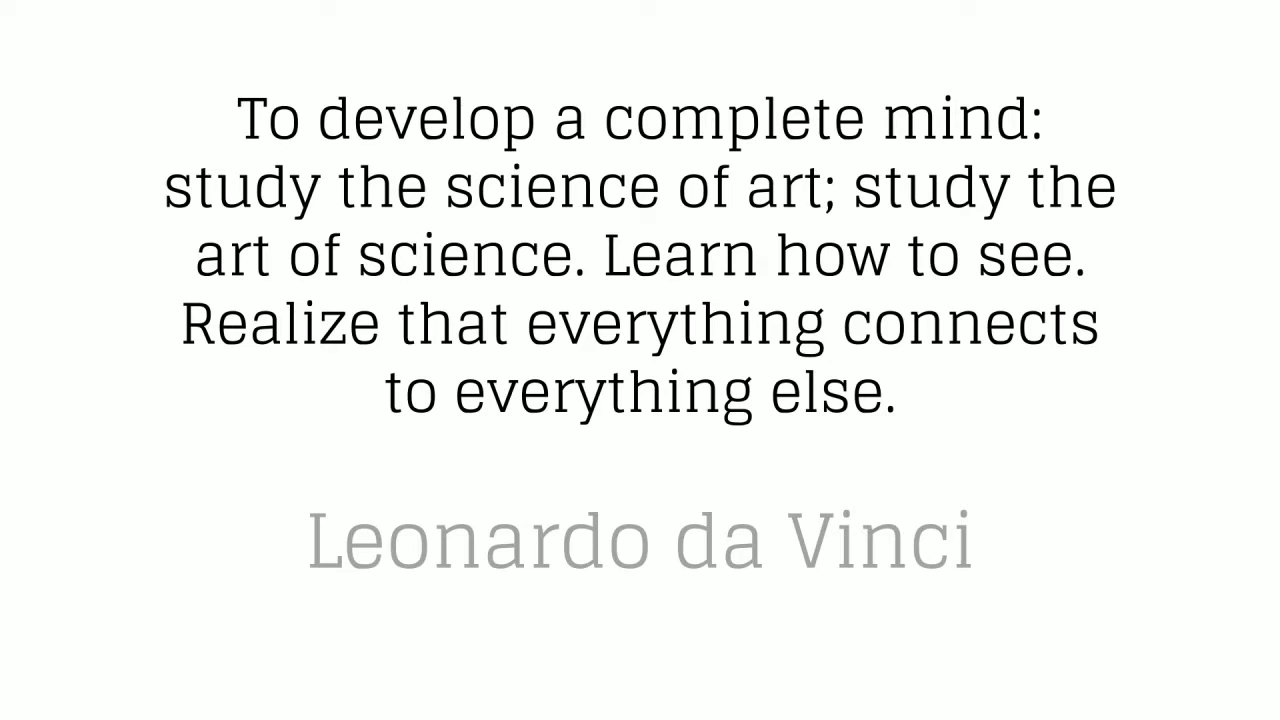 To develop a complete mind:
study the science of art; study the
art of science. Learn how to see.
Realize that everything connects
to everything else.
Leonardo da Vinci